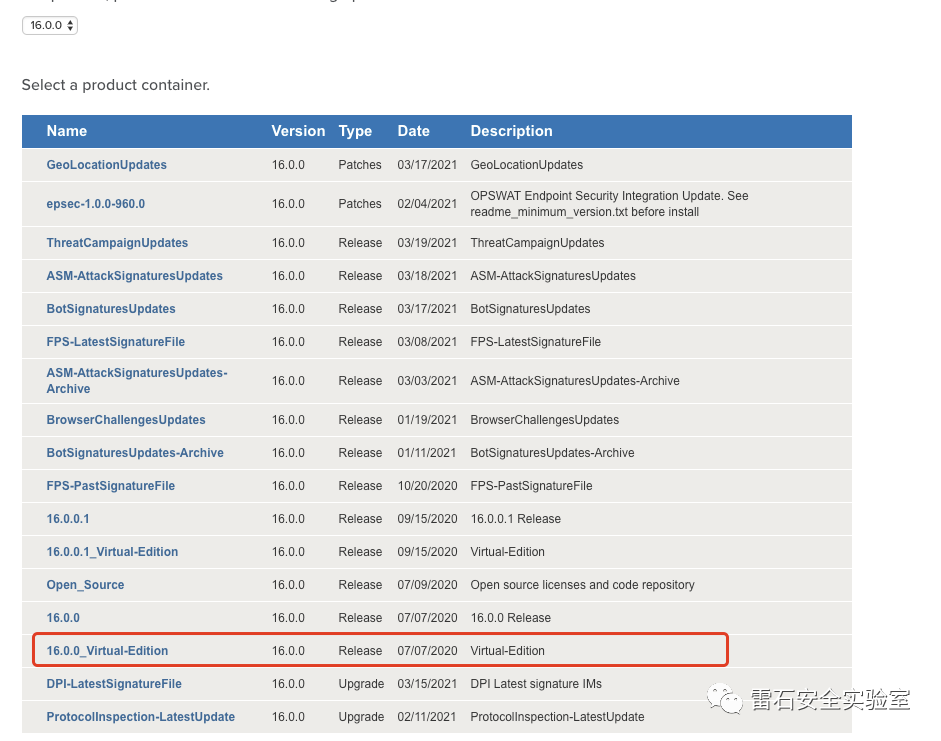 16.0.0
Select a product container.
Name Version Type Date Description
GeoLocationUpdates 16.0.0 Patches 03/17/2021 GeoLocationUpdates
epsec-1.0.0-960.0 16.0.0 Patches 02/04/2021 OPSWAT Endpoint Security Integration Update. See
readme_minimum_version.txt before install
ThreatCampaignUpdates 16.0.0 Release 03/19/2021 ThreatCampaignUpdates
ASM-AttackSignaturesUpdates 16.0.0 Release 03/18/2021 ASM-AttackSignaturesUpdates
BotSignaturesUpdates 16.0.0 Release 03/17/2021 BotSignaturesUpdates
FPS-LatestSignatureFile 16.0.0 Release 03/08/2021 FPS-LatestSignatureFile
ASM-AttackSignaturesUpdates-
Archive 16.0.0 Release 03/03/2021 ASM-AttackSignaturesUpdates-Archive
BrowserChallengesUpdates 16.0.0 Release 01/19/2021 BrowserChallengesUpdates
BotSignaturesUpdates-Archive 16.0.0 Release 01/11/2021 BotSignaturesUpdates-Archive
FPS-PastSignatureFile 16.0.0 Release 10/20/2020 FPS-PastSignatureFile
16.0.0.1 16.0.0 Release 09/15/2020 16.0.0.1 Release
16.0.0.1_Virtual-Edition 16.0.0 Release 09/15/2020 Virtual-Edition
Open_Source 16.0.0 Release 07/09/2020 Open source licenses and code repository
16.0.0 16.0.0 Release 07/07/2020 16.0.0 Release
16.0.0_Virtual-Edition 16.0.0 Release 07/07/2020 Virtual-Edition
DPI-LatestSignatureFile 16.0.0 Upgrade 03/15/2021 DPI Latest signature IMs
ProtocolInspection-LatestUpdate 16.0.0 Upgrade 02/11/2021 ProtocolInspection-LatestUpdate
雷石安全实验室